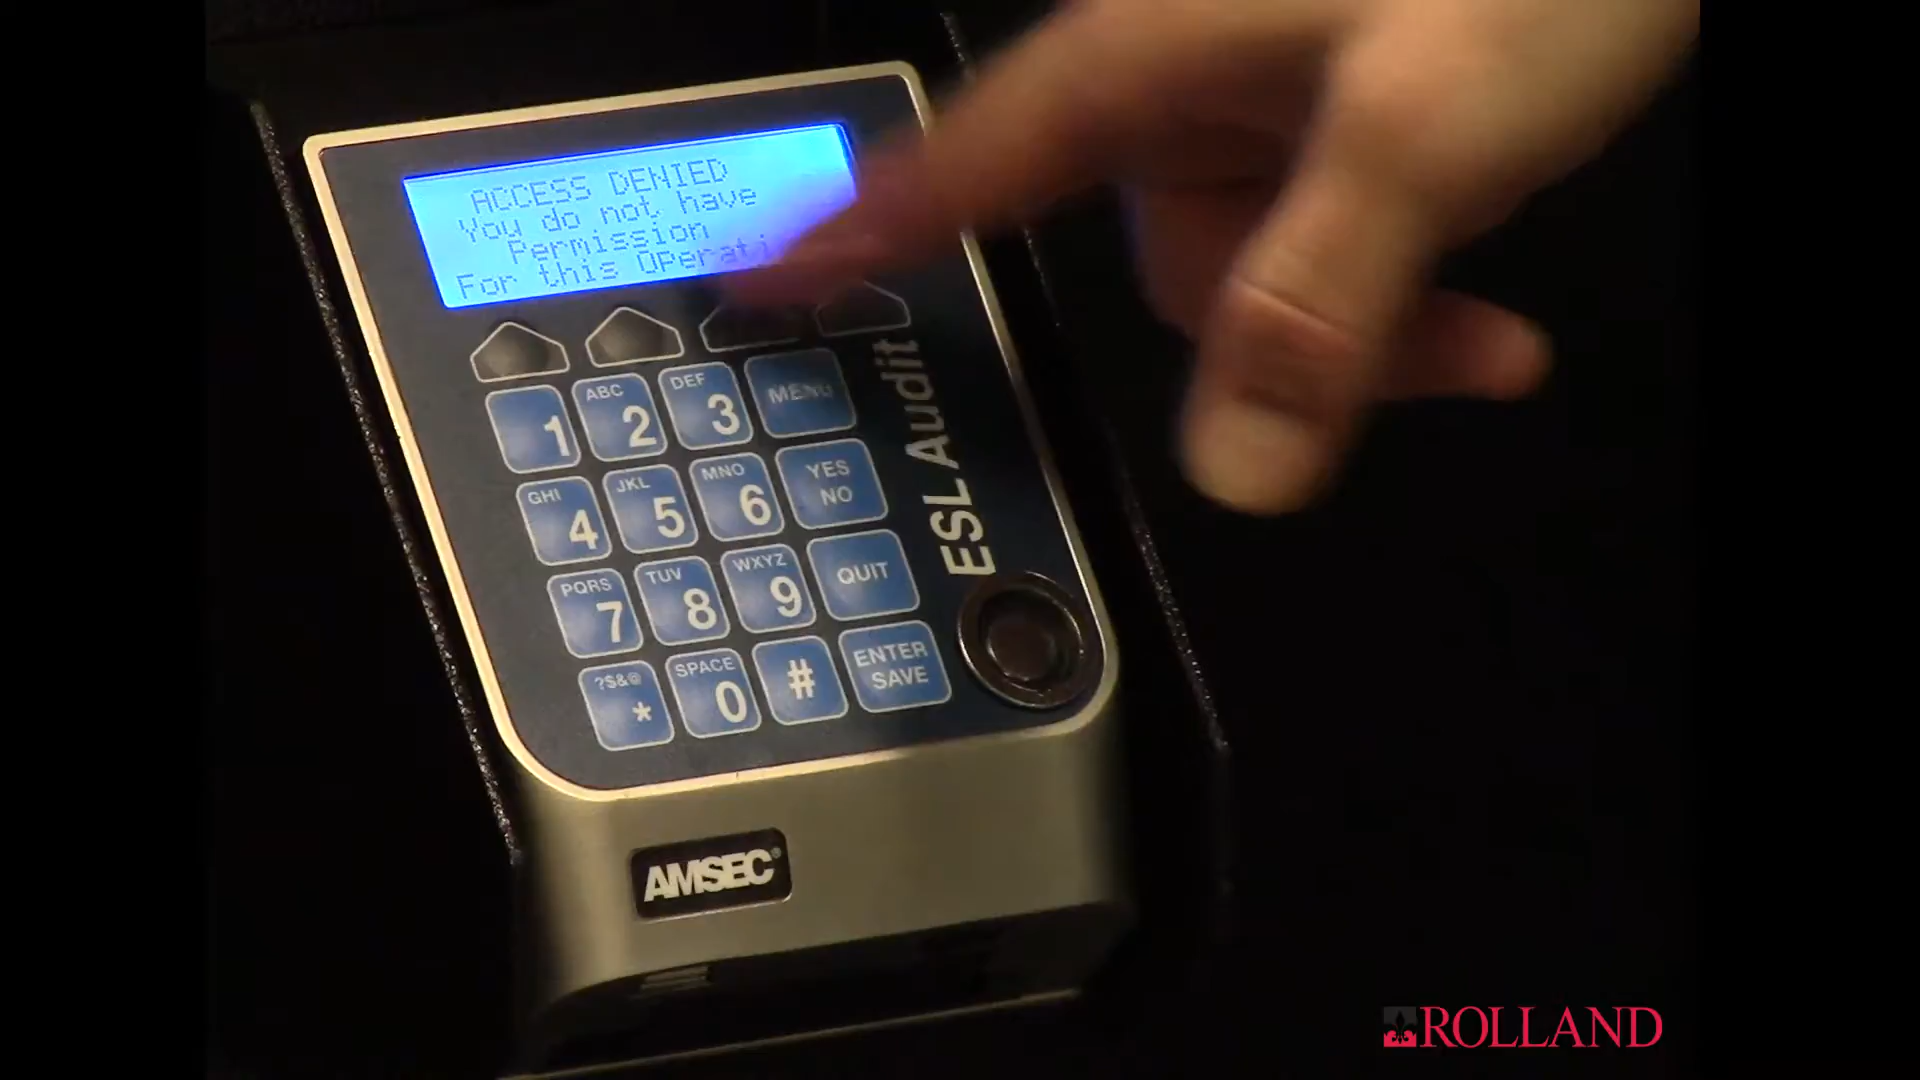 ACCESS DENIED
You do not have
Permission
For this Operati
1
ABC 2
DEF 3
MENU
GHI 4
JKL 5
MNO 6
YES NO
PQRS 7
TUV 8
WXYZ 9
QUIT
?$&@ *
SPACE 0
#
ENTER SAVE
ESL Audit
AMSEC®
ROLLAND